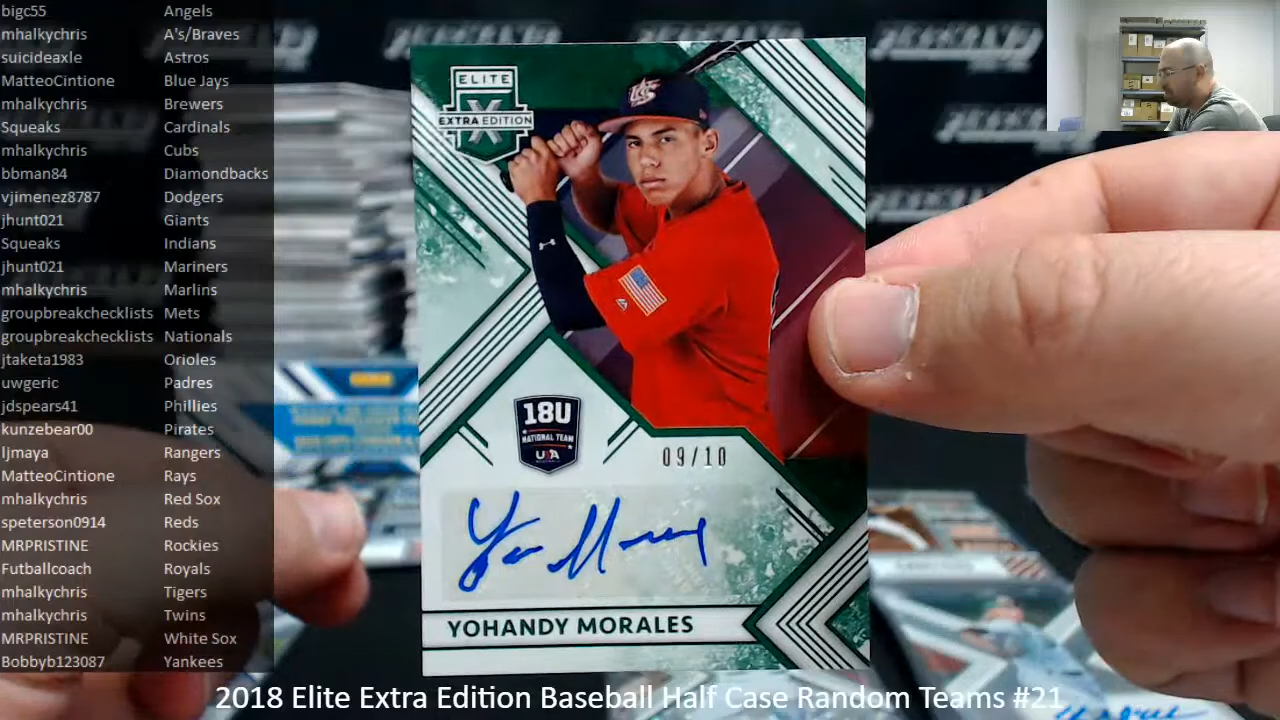 bigc55 Angels
mhalkychris A's/Braves
suicideaxle Astros
MatteoCintione Blue Jays
mhalkychris Brewers
Squeaks Cardinals
mhalkychris Cubs
bbman84 Diamondbacks
vjimenez8787 Dodgers
jhunt021 Giants
Squeaks Indians
jhunt021 Mariners
mhalkychris Marlins
groupbreakchecklists Mets
groupbreakchecklists Nationals
jtaketa1983 Orioles
uwgeric Padres
jdspears41 Phillies
kunzebear00 Pirates
ljmaya Rangers
MatteoCintione Rays
mhalkychris Red Sox
speterson0914 Reds
MRPRISTINE Rockies
Futballcoach Royals
mhalkychris Tigers
mhalkychris Twins
MRPRISTINE White Sox
Bobbyb123087 Yankees
ELITE
X
EXTRA EDITION
US
18U
NATIONAL TEAM
USA
09/10
YOHANDY MORALES
2018 Elite Extra Edition Baseball Half Case Random Teams #21